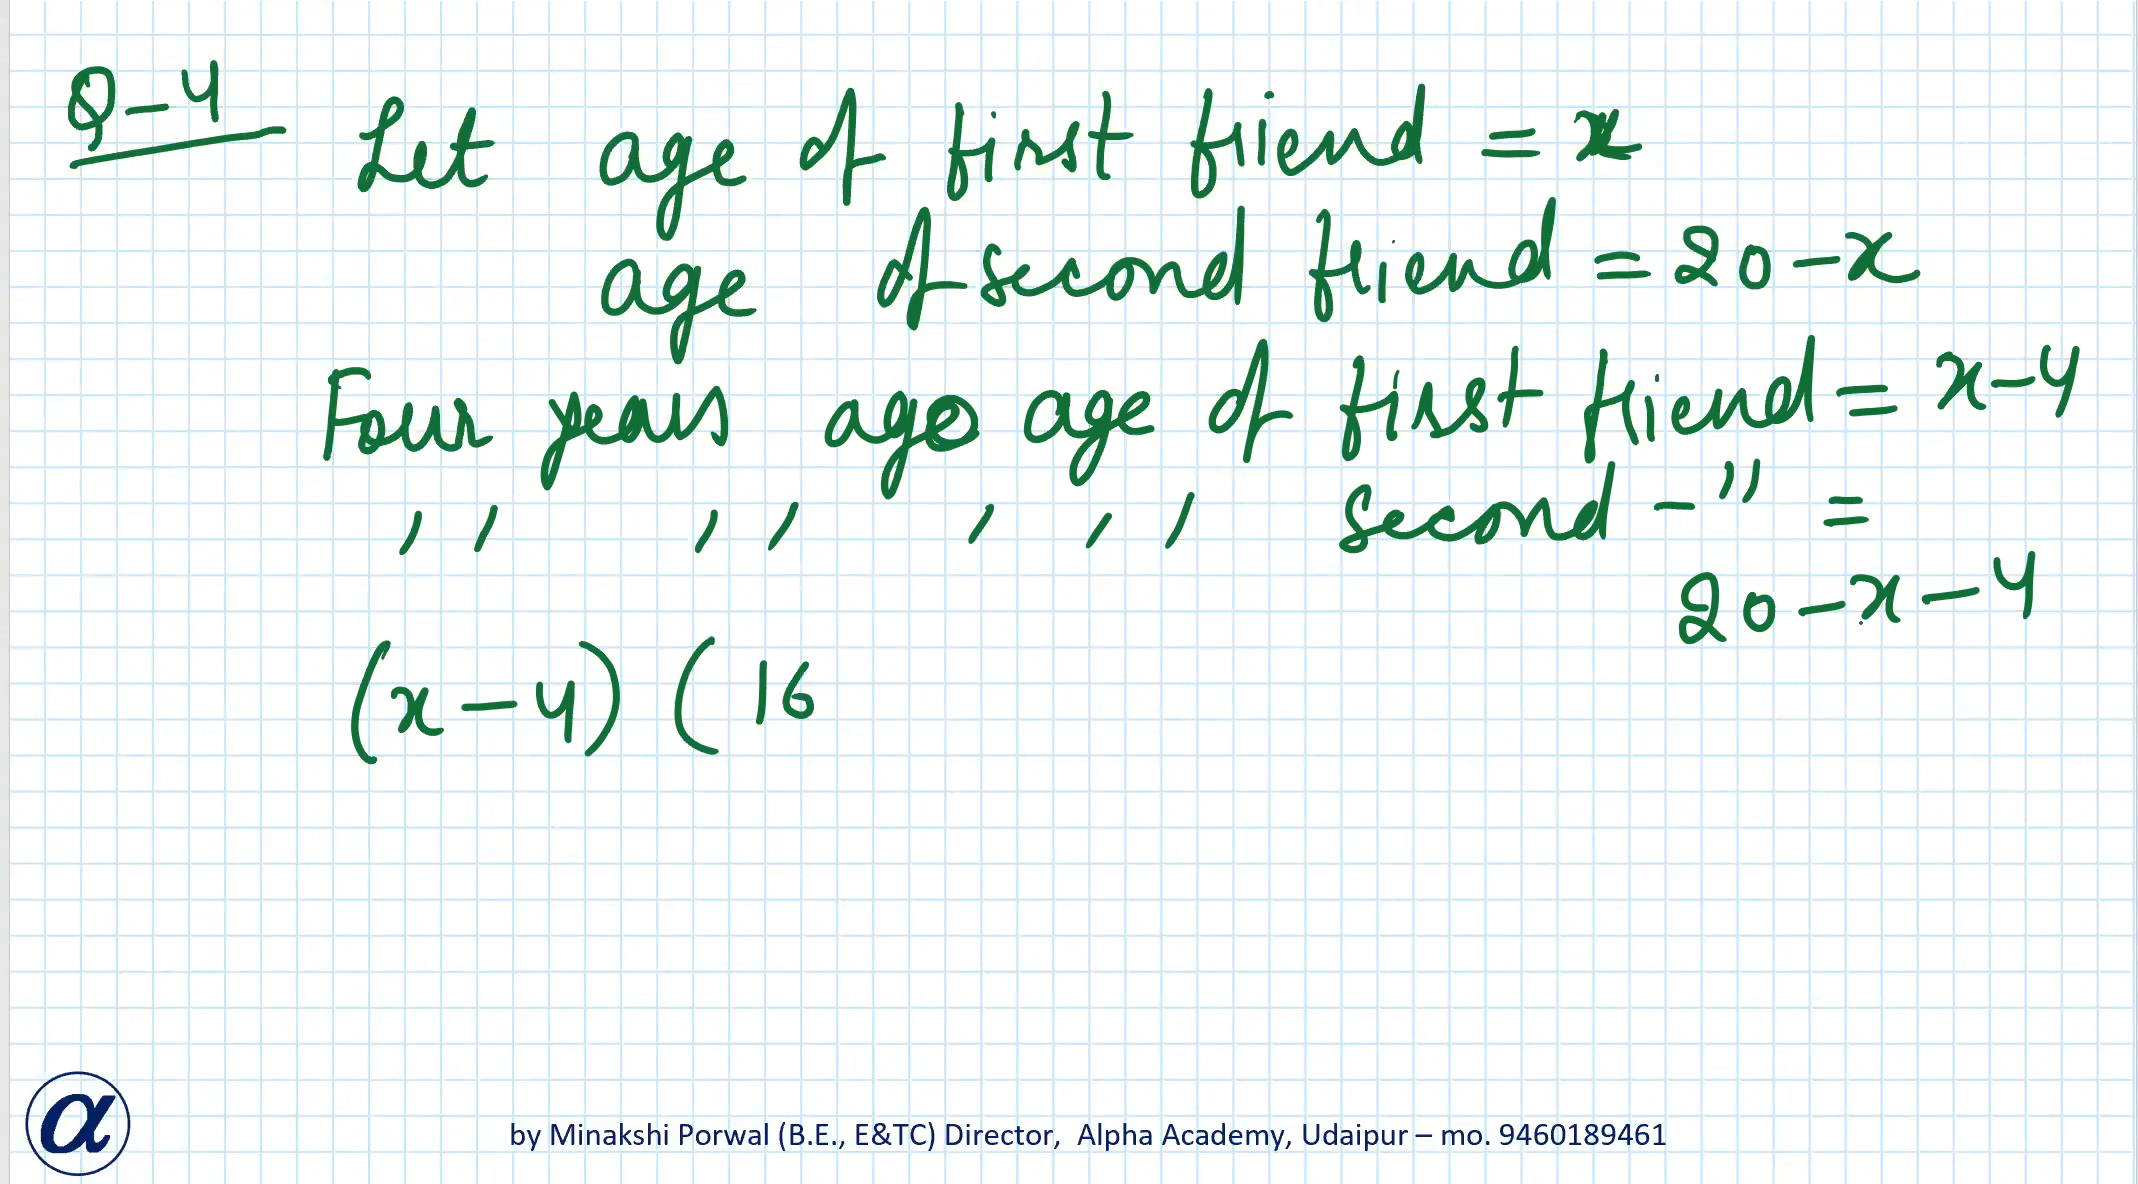 Q-4
Let age of first friend = x
age of second friend = 20-x
Four years ago age of first friend = x-4
,, ,, , ,, second -" =
20-x-4
(x-4) (16
α
by Minakshi Porwal (B.E., E&TC) Director, Alpha Academy, Udaipur – mo. 9460189461